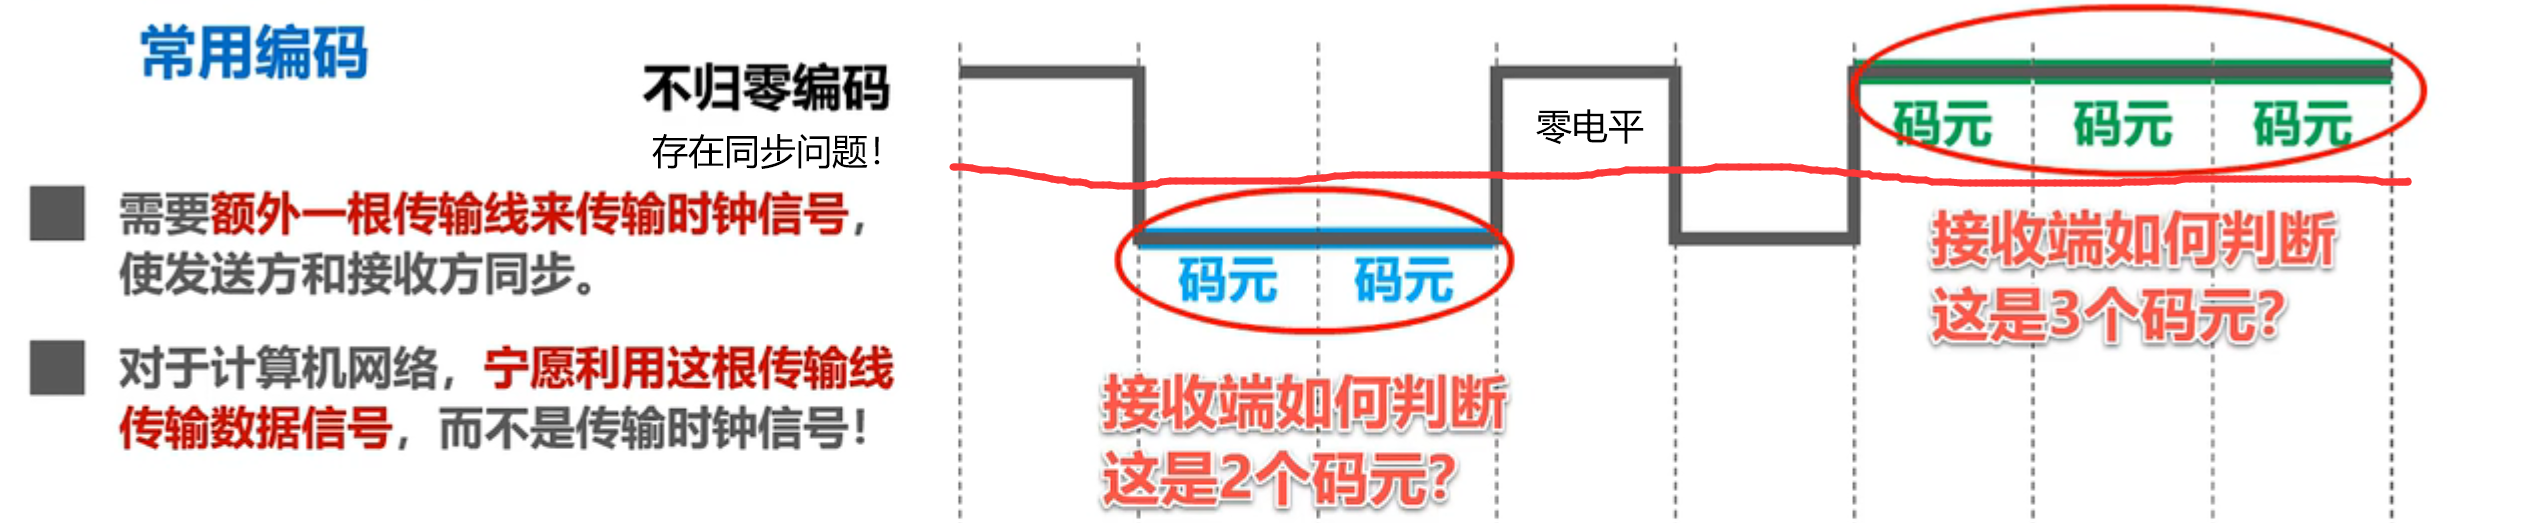 常用编码
不归零编码
存在同步问题！
需要额外一根传输线来传输时钟信号，
使发送方和接收方同步。
对于计算机网络，宁愿利用这根传输线
传输数据信号，而不是传输时钟信号！
零电平
码元 码元 码元
码元 码元
接收端如何判断
这是3个码元？
接收端如何判断
这是2个码元？